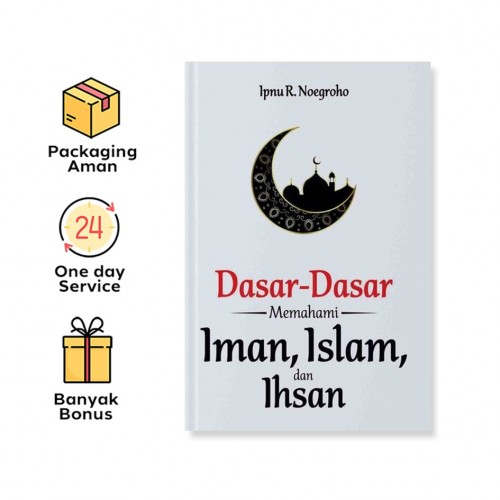 Packaging
Aman
24
One day
Service
Banyak
Bonus
Ipnu R. Noegroho
Dasar-Dasar
Memahami
Iman, Islam,
dan
Ihsan